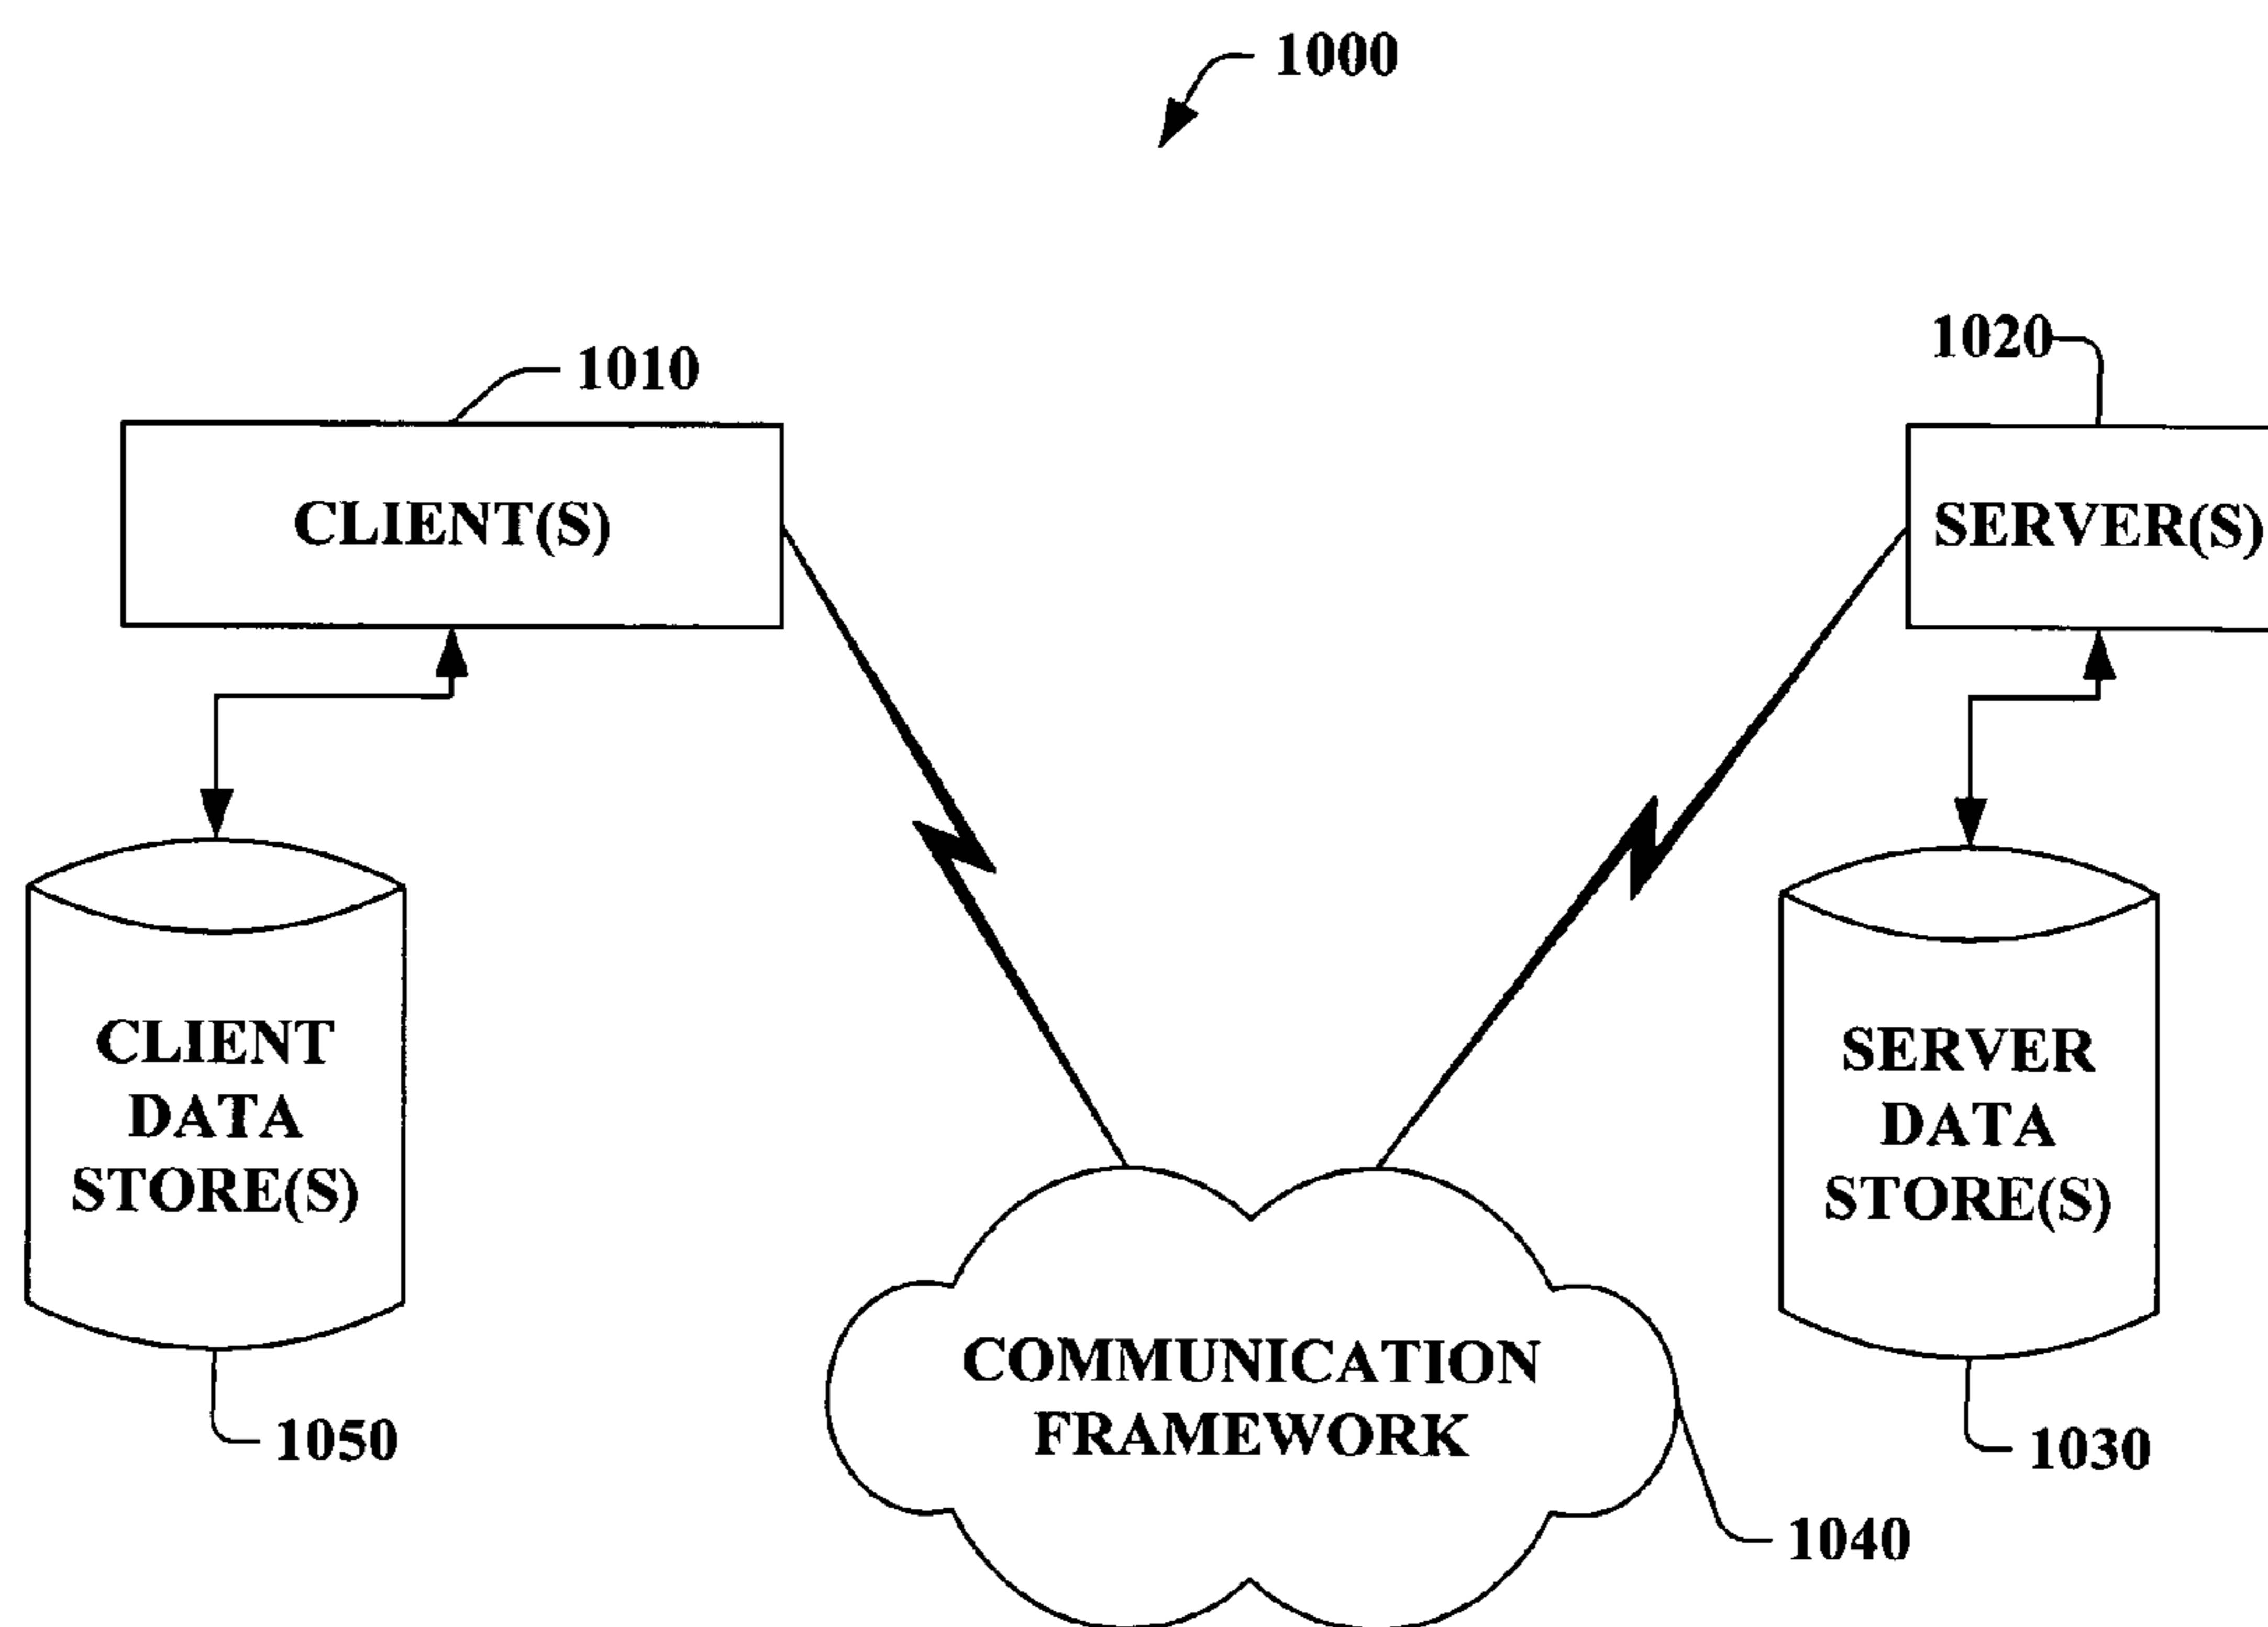 1000
1010
1020
CLIENT(S)
SERVER(S)
CLIENT
DATA
STORE(S)
SERVER
DATA
STORE(S)
COMMUNICATION
FRAMEWORK
1050
1030
1040